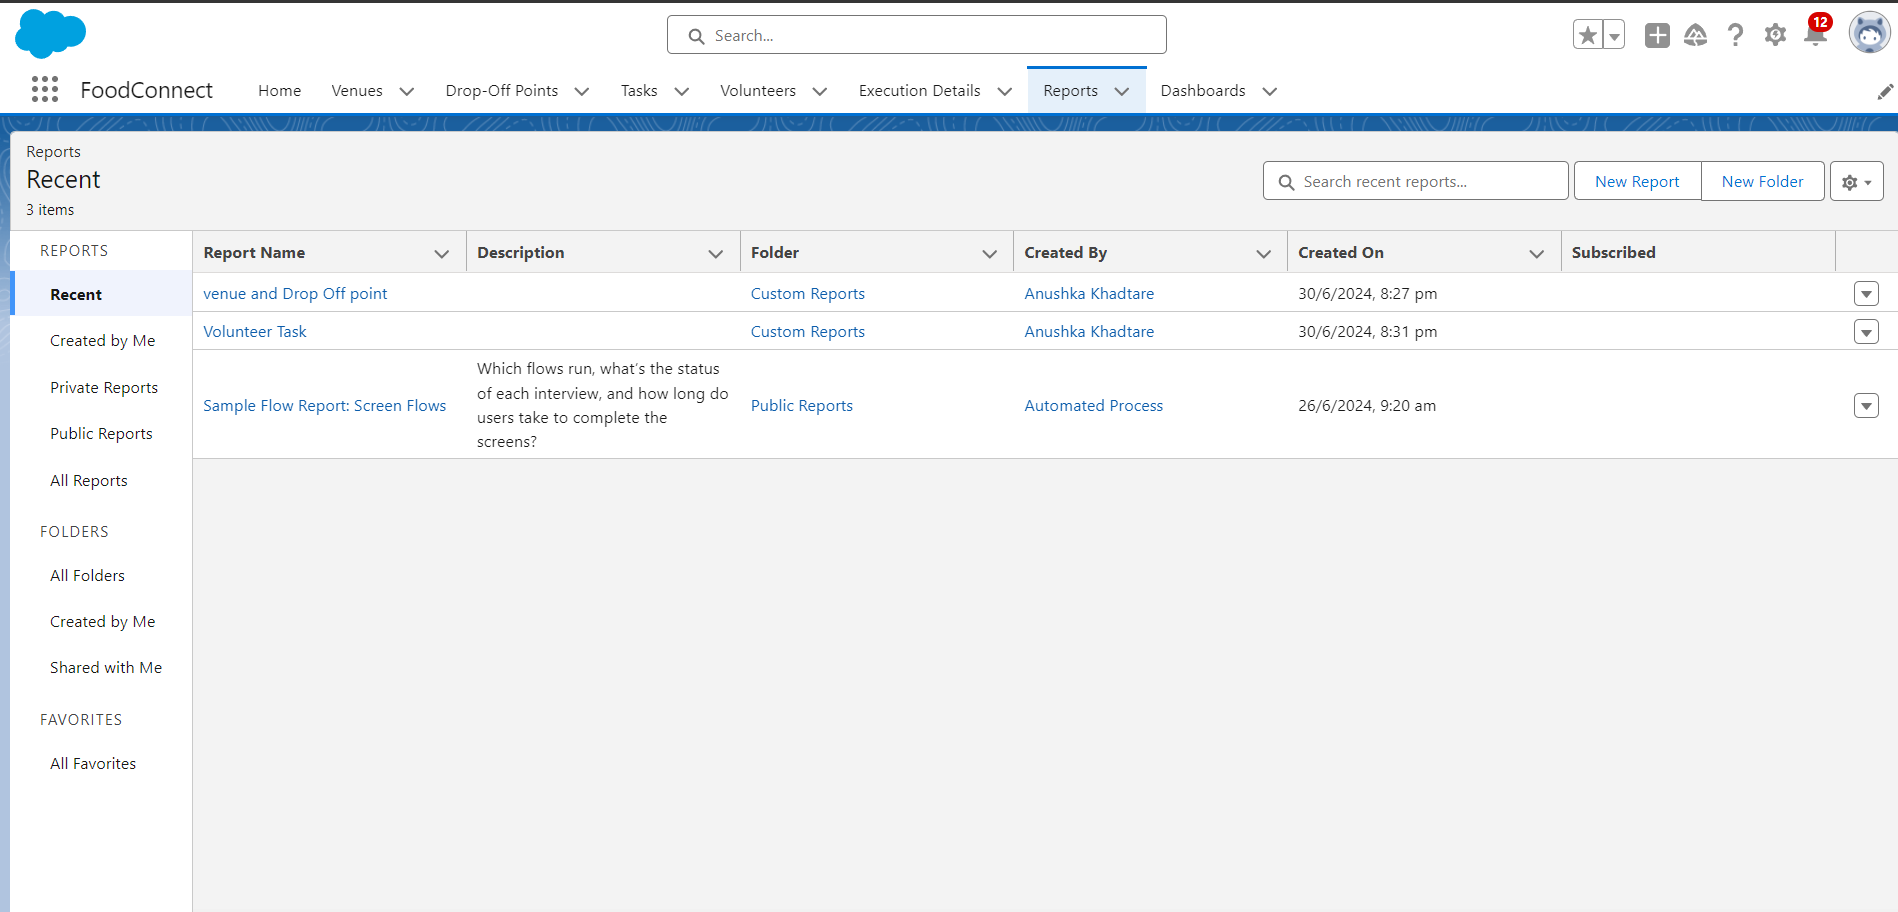 Search...
12
FoodConnect
Home
Venues
Drop-Off Points
Tasks
Volunteers
Execution Details
Reports
Dashboards
Reports
Recent
3 items
Search recent reports...
New Report
New Folder
REPORTS
Recent
Created by Me
Private Reports
Public Reports
All Reports
FOLDERS
All Folders
Created by Me
Shared with Me
FAVORITES
All Favorites
Report Name
Description
Folder
Created By
Created On
Subscribed
venue and Drop Off point
Custom Reports
Anushka Khadtare
30/6/2024, 8:27 pm
Volunteer Task
Custom Reports
Anushka Khadtare
30/6/2024, 8:31 pm
Sample Flow Report: Screen Flows
Which flows run, what’s the status
of each interview, and how long do
users take to complete the
screens?
Public Reports
Automated Process
26/6/2024, 9:20 am